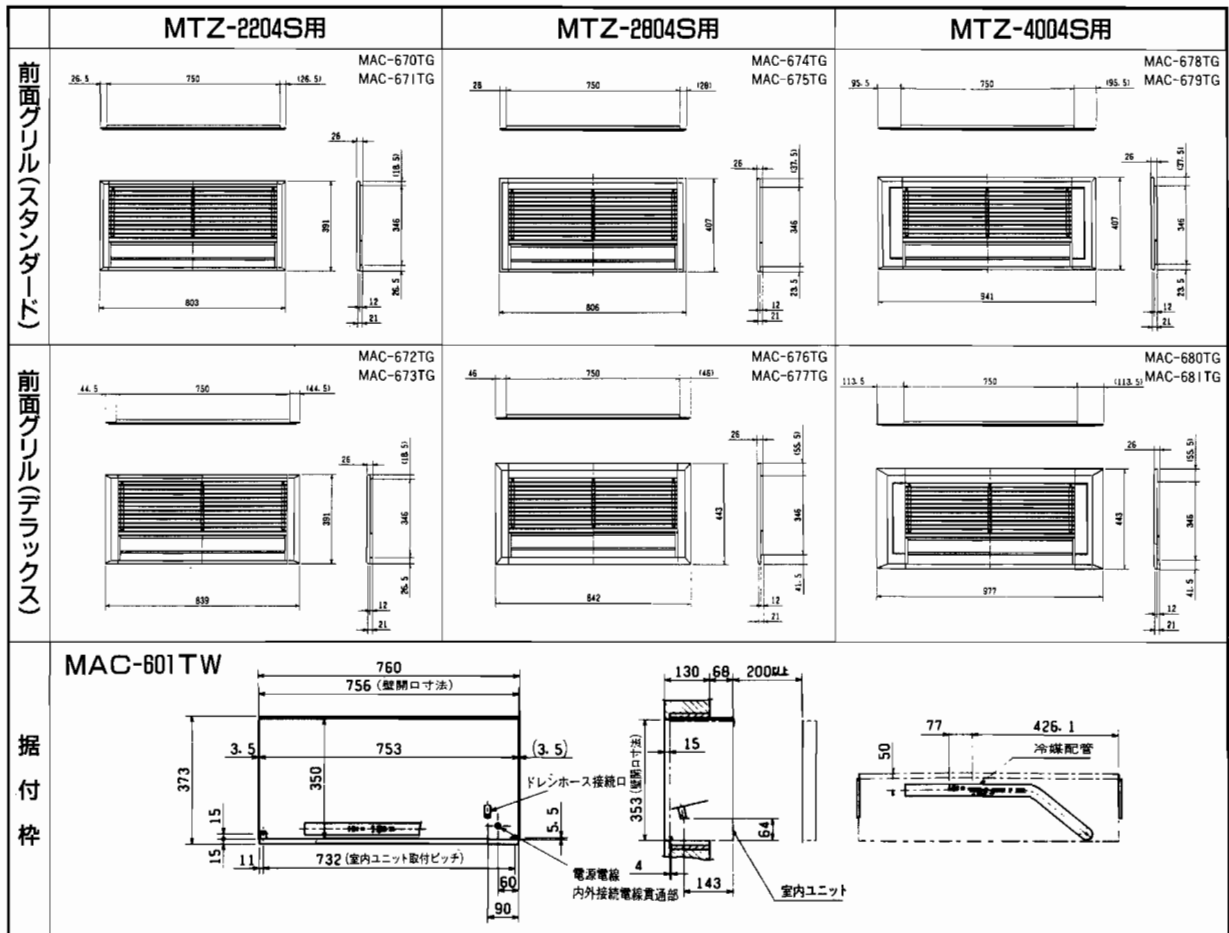 MTZ-2204S用
MTZ-2804S用
MTZ-4004S用
前面グリル(スタンダード)
MAC-670TG
MAC-671TG
26.5 750 (26.5)
26
(18.5)
391
346
26.5
803
12
21
MAC-674TG
MAC-675TG
28 750 (28)
26
(37.5)
407
346
23.5
806
12
21
MAC-678TG
MAC-679TG
95.5 750 (95.5)
26
(37.5)
407
346
23.5
941
12
21
前面グリル(デラックス)
MAC-672TG
MAC-673TG
44.5 750 (44.5)
26
(18.5)
391
346
26.5
839
12
21
MAC-676TG
MAC-677TG
46 750 (46)
26
(55.5)
443
346
41.5
842
12
21
MAC-680TG
MAC-681TG
113.5 750 (113.5)
26
(55.5)
443
346
41.5
977
12
21
据付枠
MAC-601TW
760
756(壁開口寸法)
3.5 753 (3.5)
373
350
ドレンホース接続口
15
15
5.5
11 732(室内ユニット取付ピッチ)
60
90
電源電線
内外接続電線貫通部
130 68 200以上
15
353(壁開口寸法)
64
4
143
室内ユニット
77 426.1
50
冷媒配管